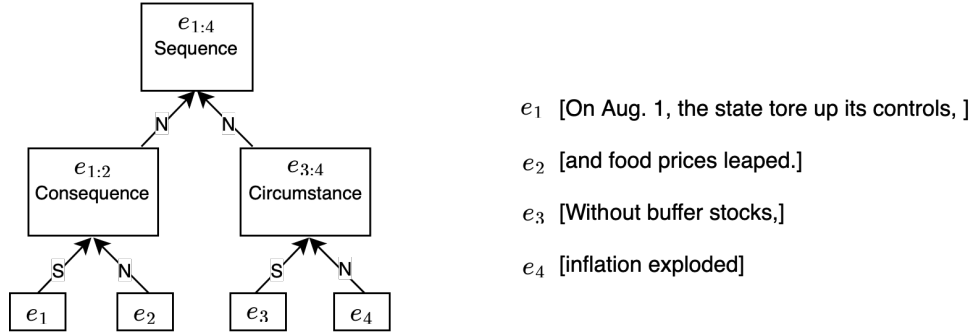 e1:4
Sequence
N N
e1:2
Consequence
e3:4
Circumstance
S N S N
e1 e2 e3 e4
e1 [On Aug. 1, the state tore up its controls, ]
e2 [and food prices leaped.]
e3 [Without buffer stocks,]
e4 [inflation exploded]